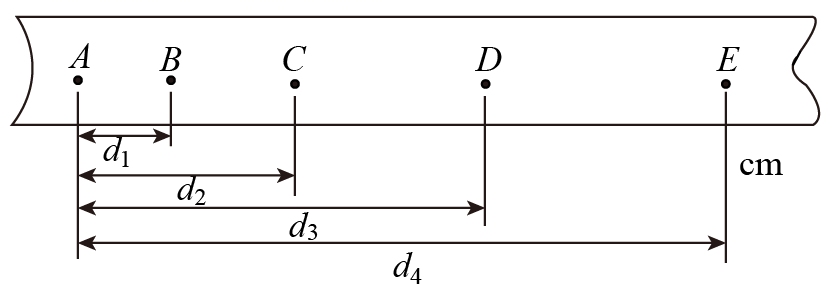 A B C D E
d₁
cm
d₂
d₃
d₄